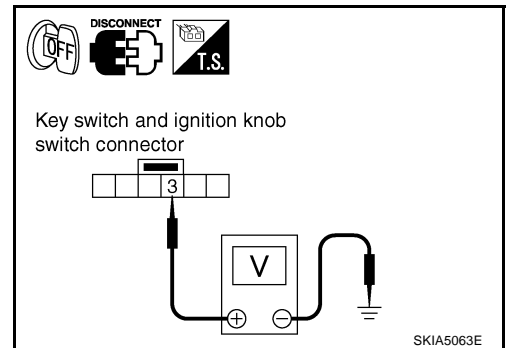 OFF
DISCONNECT
T.S.
Key switch and ignition knob
switch connector
3
V
+ −
SKIA5063E